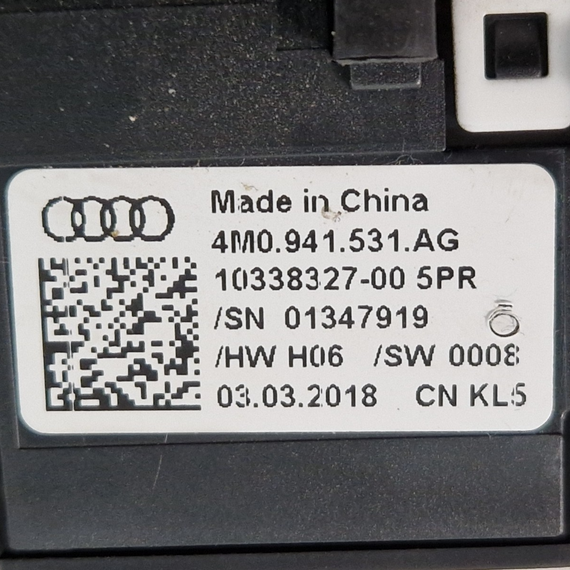 Made in China
4M0.941.531.AG
10338327-00 5PR
/SN 01347919
/HW H06 /SW 0008
03.03.2018 CN KL5